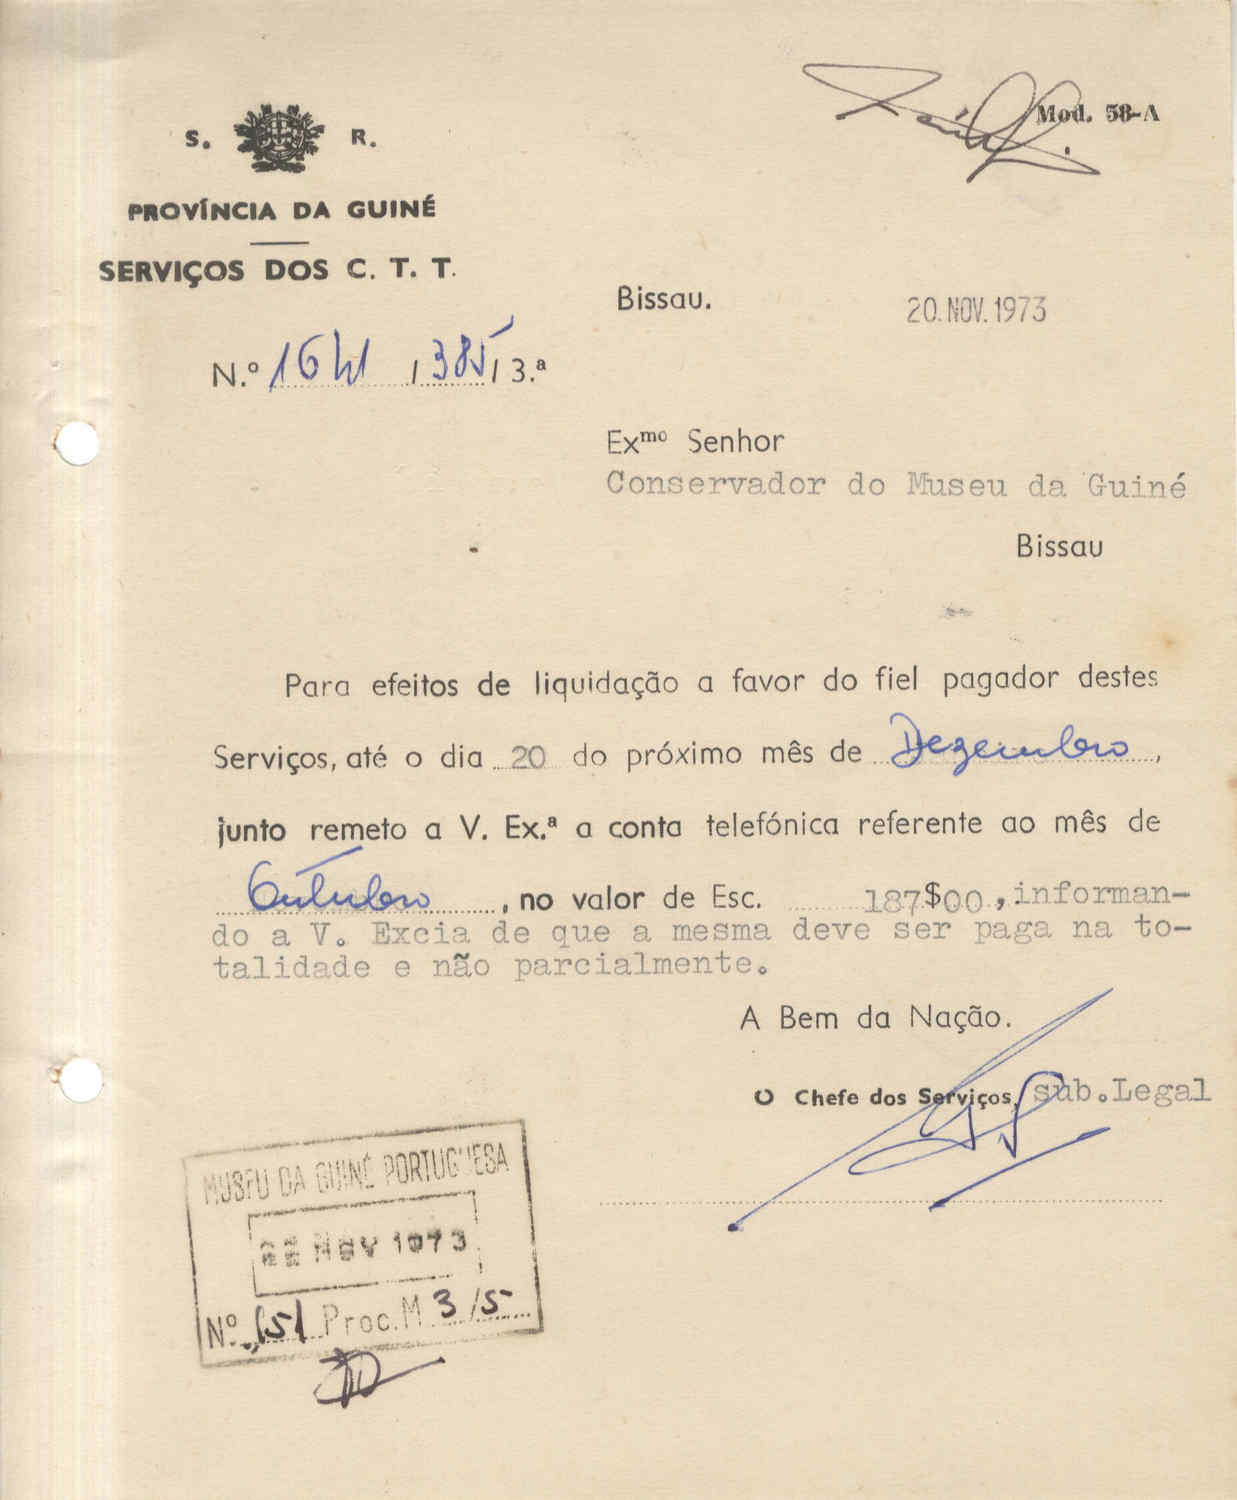 Mod. 58-A
S. R.
PROVÍNCIA DA GUINÉ
SERVIÇOS DOS C. T. T.
Bissau. 20. NOV. 1973
N.º 1641 / 385 / 3.ª
Exᵐᵒ Senhor
Conservador do Museu da Guiné
Bissau
Para efeitos de liquidação a favor do fiel pagador destes
Serviços, até o dia 20 do próximo mês de Dezembro,
junto remeto a V. Ex.ª a conta telefónica referente ao mês de
Outubro, no valor de Esc. 187$00, informan-
do a V. Excia de que a mesma deve ser paga na to-
talidade e não parcialmente.
A Bem da Nação.
O Chefe dos Serviços, sub.Legal
MUSEU DA GUINÉ PORTUGUESA
22 NOV 1973
Nº 151 Proc. M 3/5